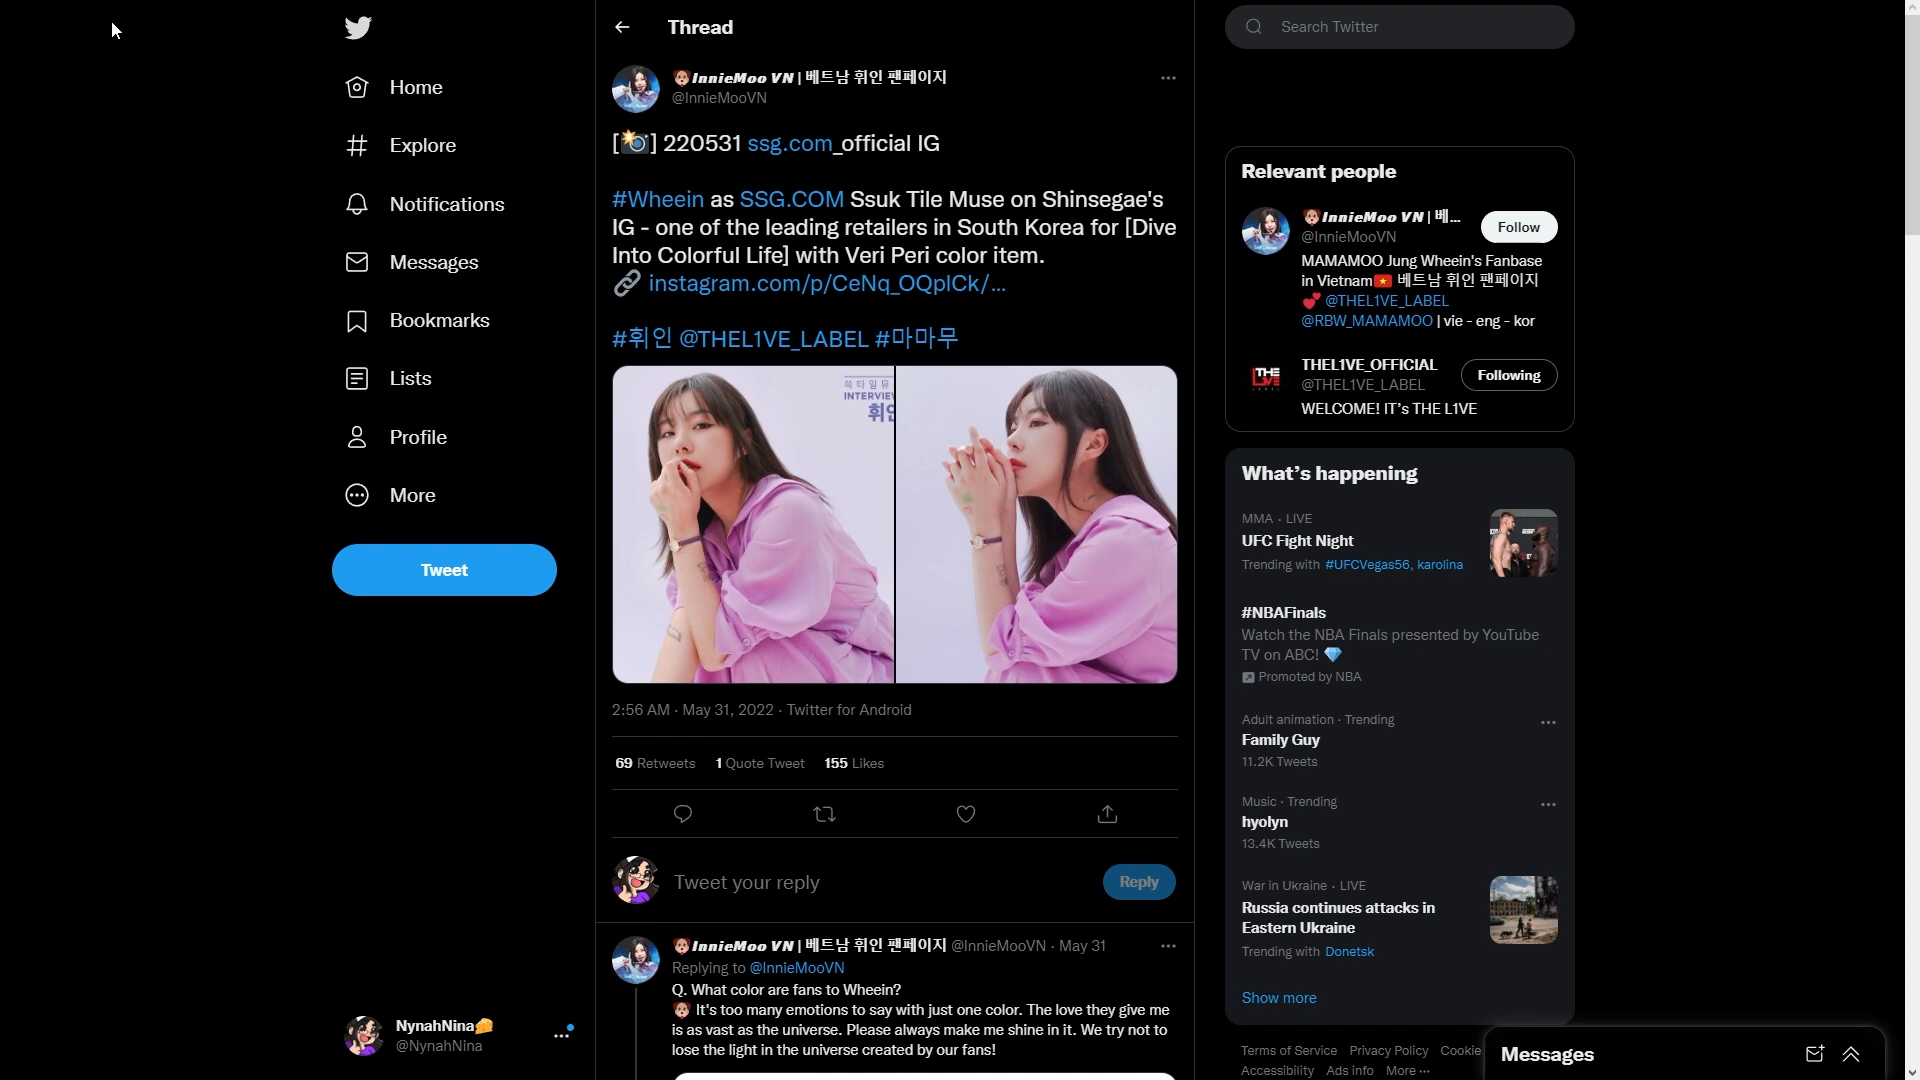 Home
Explore
Notifications
Messages
Bookmarks
Lists
Profile
More
Tweet
NynahNina🧀
@NynahNina
Thread
🐶InnieMoo VN | 베트남 휘인 팬페이지
@InnieMooVN
[📸] 220531 ssg.com_official IG
#Wheein as SSG.COM Ssuk Tile Muse on Shinsegae's
IG - one of the leading retailers in South Korea for [Dive
Into Colorful Life] with Veri Peri color item.
🔗 instagram.com/p/CeNq_OQplCk/...
#휘인 @THEL1VE_LABEL #마마무
쓱타일뮤
INTERVIEW
휘인
2:56 AM · May 31, 2022 · Twitter for Android
69 Retweets 1 Quote Tweet 155 Likes
Tweet your reply
Reply
🐶InnieMoo VN | 베트남 휘인 팬페이지 @InnieMooVN · May 31
Replying to @InnieMooVN
Q. What color are fans to Wheein?
🐶 It's too many emotions to say with just one color. The love they give me
is as vast as the universe. Please always make me shine in it. We try not to
lose the light in the universe created by our fans!
Search Twitter
Relevant people
🐶InnieMoo VN | 베...
@InnieMooVN
Follow
MAMAMOO Jung Wheein's Fanbase
in Vietnam🇻🇳 베트남 휘인 팬페이지
💕 @THEL1VE_LABEL
@RBW_MAMAMOO | vie - eng - kor
THEL1VE_OFFICIAL
@THEL1VE_LABEL
Following
WELCOME! IT's THE L1VE
What's happening
MMA · LIVE
UFC Fight Night
Trending with #UFCVegas56, karolina
#NBAFinals
Watch the NBA Finals presented by YouTube
TV on ABC! 💎
Promoted by NBA
Adult animation · Trending
Family Guy
11.2K Tweets
Music · Trending
hyolyn
13.4K Tweets
War in Ukraine · LIVE
Russia continues attacks in
Eastern Ukraine
Trending with Donetsk
Show more
Terms of Service Privacy Policy Cookie
Accessibility Ads info More ...
Messages